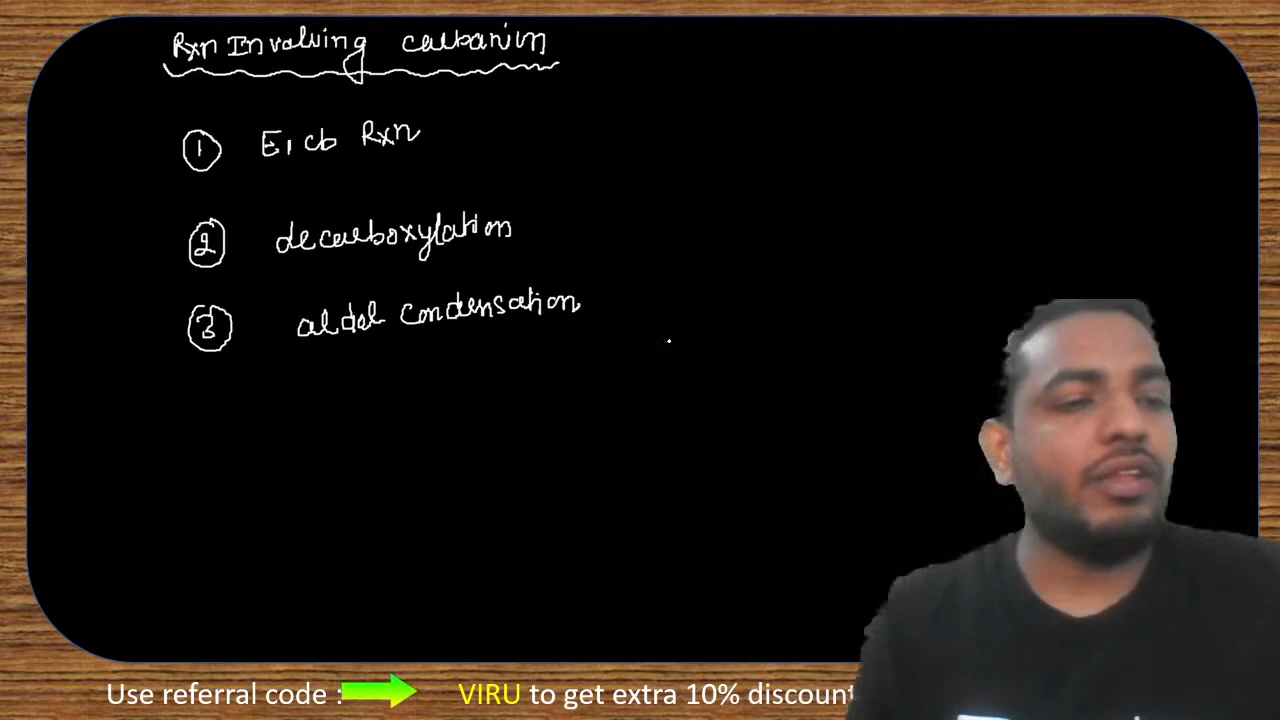 Rxn Involving carbanion
① E1cb Rxn
② decarboxylation
③ aldol condensation
Use referral code : VIRU to get extra 10% discount